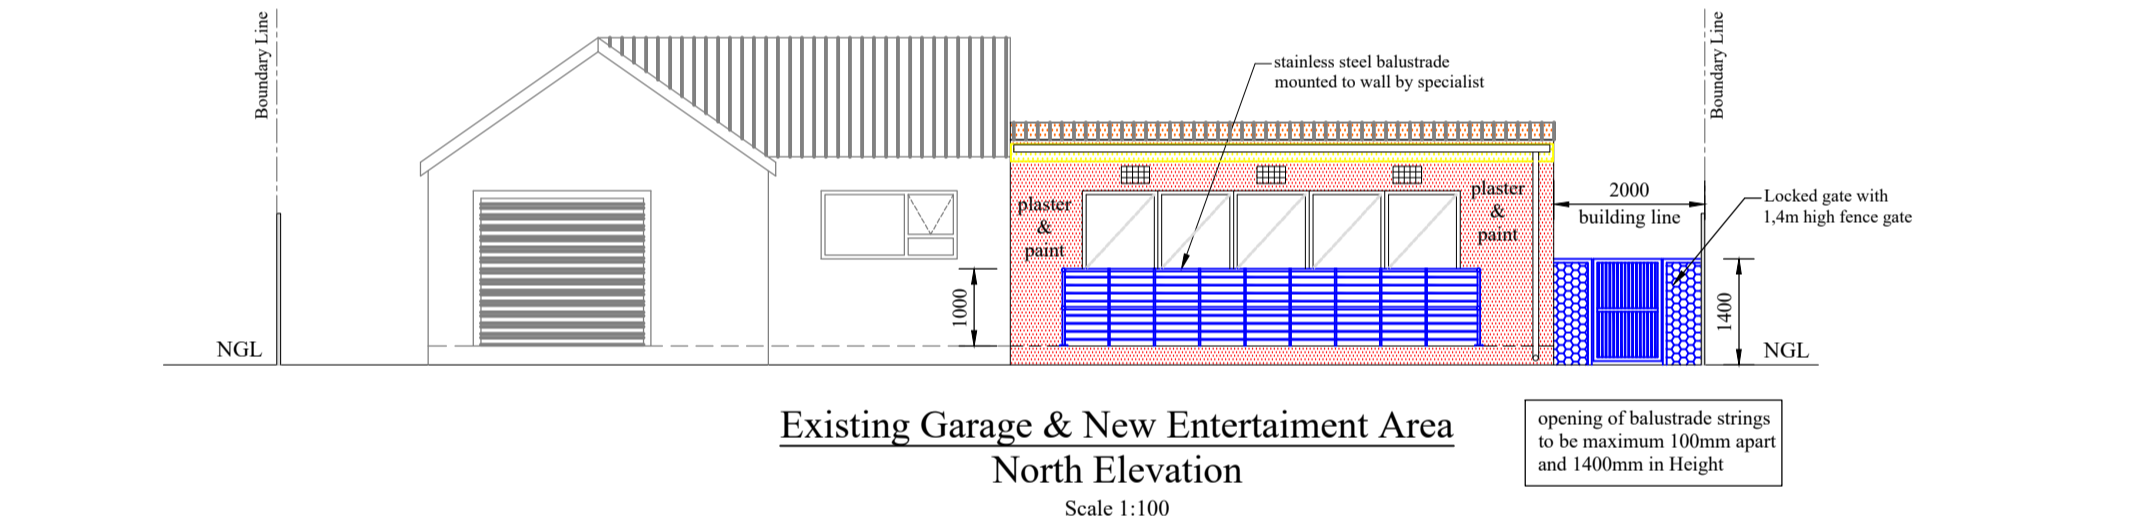 Boundary Line
Boundary Line
stainless steel balustrade
mounted to wall by specialist
plaster
&
paint
plaster
&
paint
2000
building line
Locked gate with
1,4m high fence gate
1000
1400
NGL
NGL
Existing Garage & New Entertaiment Area
North Elevation
Scale 1:100
opening of balustrade strings
to be maximum 100mm apart
and 1400mm in Height